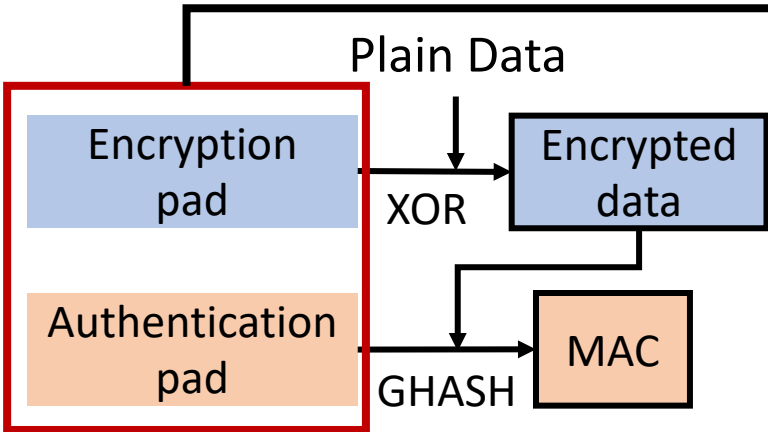 Plain Data
Encryption
pad
XOR
Encrypted
data
Authentication
pad
GHASH
MAC